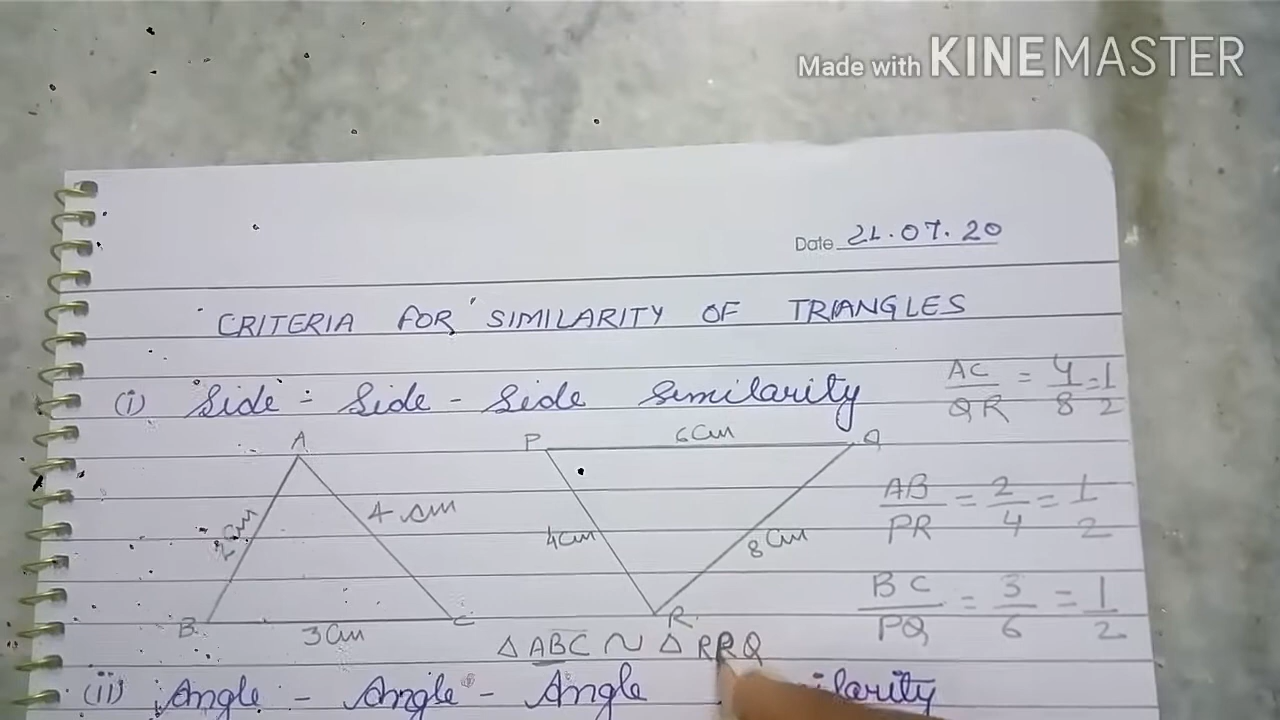 Made with KINEMASTER
Date 21.07.20
CRITERIA FOR SIMILARITY OF TRIANGLES
(i) Side - Side - Side Similarity
AC/QR = 4/8 = 1/2
A
P
6cm
Q
2cm
4 cm
4cm
8cm
AB/PR = 2/4 = 1/2
B
3cm
C
R
BC/PQ = 3/6 = 1/2
△ ABC ~ △ RPQ
(ii) Angle - Angle - Angle